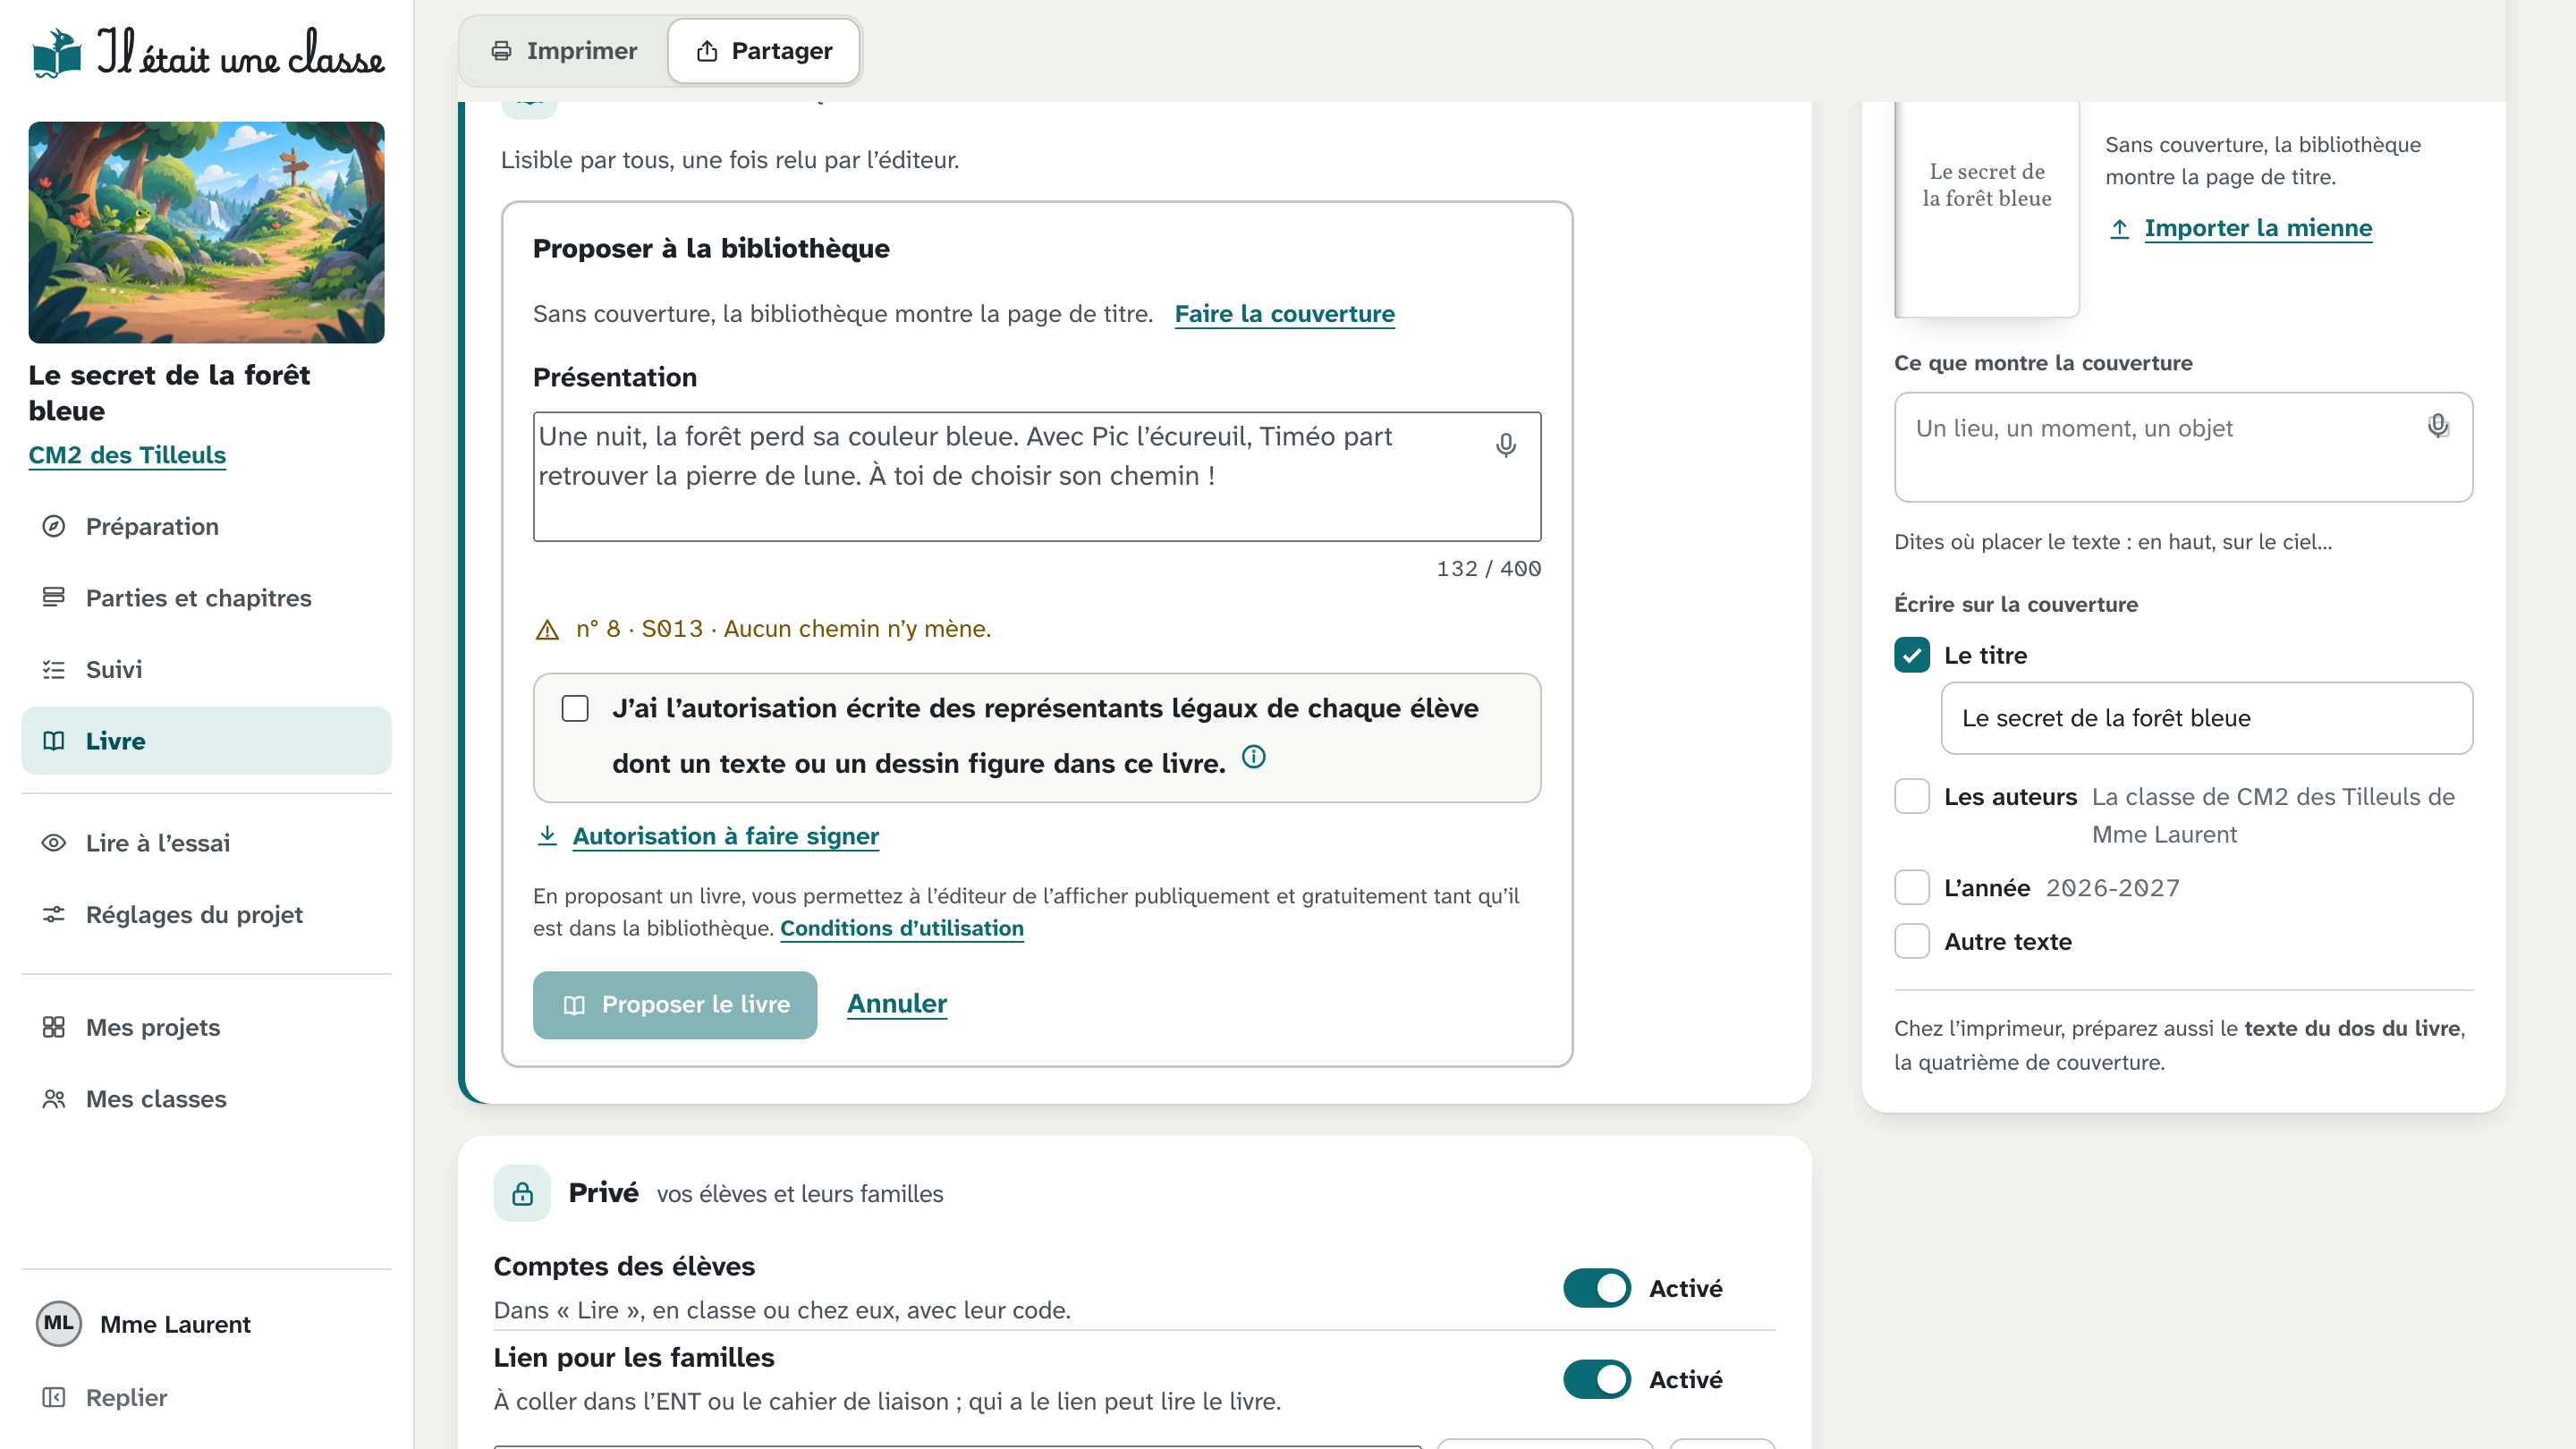 Il était une classe
Le secret de la forêt
bleue
CM2 des Tilleuls
Préparation
Parties et chapitres
Suivi
Livre
Lire à l’essai
Réglages du projet
Mes projets
Mes classes
ML Mme Laurent
Replier
Imprimer
Partager
Lisible par tous, une fois relu par l’éditeur.
Proposer à la bibliothèque
Sans couverture, la bibliothèque montre la page de titre. Faire la couverture
Présentation
Une nuit, la forêt perd sa couleur bleue. Avec Pic l’écureuil, Timéo part
retrouver la pierre de lune. À toi de choisir son chemin !
132 / 400
n° 8 · S013 · Aucun chemin n’y mène.
J’ai l’autorisation écrite des représentants légaux de chaque élève
dont un texte ou un dessin figure dans ce livre.
Autorisation à faire signer
En proposant un livre, vous permettez à l’éditeur de l’afficher publiquement et gratuitement tant qu’il
est dans la bibliothèque. Conditions d’utilisation
Proposer le livre
Annuler
Privé vos élèves et leurs familles
Comptes des élèves
Dans « Lire », en classe ou chez eux, avec leur code.
Activé
Lien pour les familles
À coller dans l’ENT ou le cahier de liaison ; qui a le lien peut lire le livre.
Activé
Le secret de
la forêt bleue
Sans couverture, la bibliothèque
montre la page de titre.
Importer la mienne
Ce que montre la couverture
Un lieu, un moment, un objet
Dites où placer le texte : en haut, sur le ciel…
Écrire sur la couverture
Le titre
Le secret de la forêt bleue
Les auteurs La classe de CM2 des Tilleuls de
Mme Laurent
L’année 2026-2027
Autre texte
Chez l’imprimeur, préparez aussi le texte du dos du livre,
la quatrième de couverture.